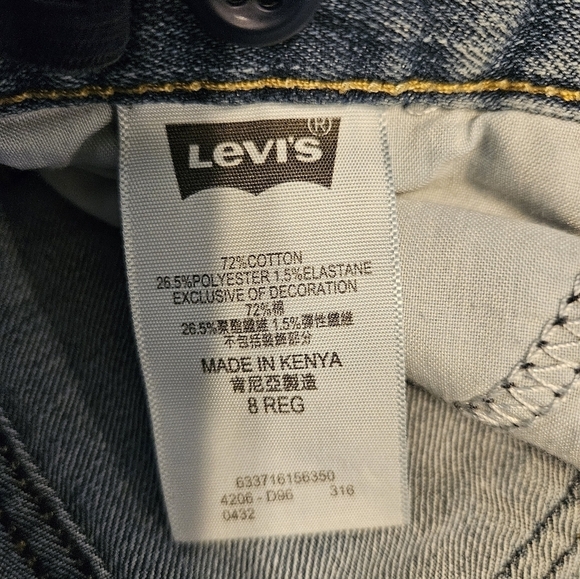 LEVI'S®
72%COTTON
26.5%POLYESTER 1.5%ELASTANE
EXCLUSIVE OF DECORATION
72%棉
26.5%聚酯纖維 1.5%彈性纖維
不包括裝飾部分
MADE IN KENYA
肯尼亞製造
8 REG
633716156350
4206 - D96 316
0432